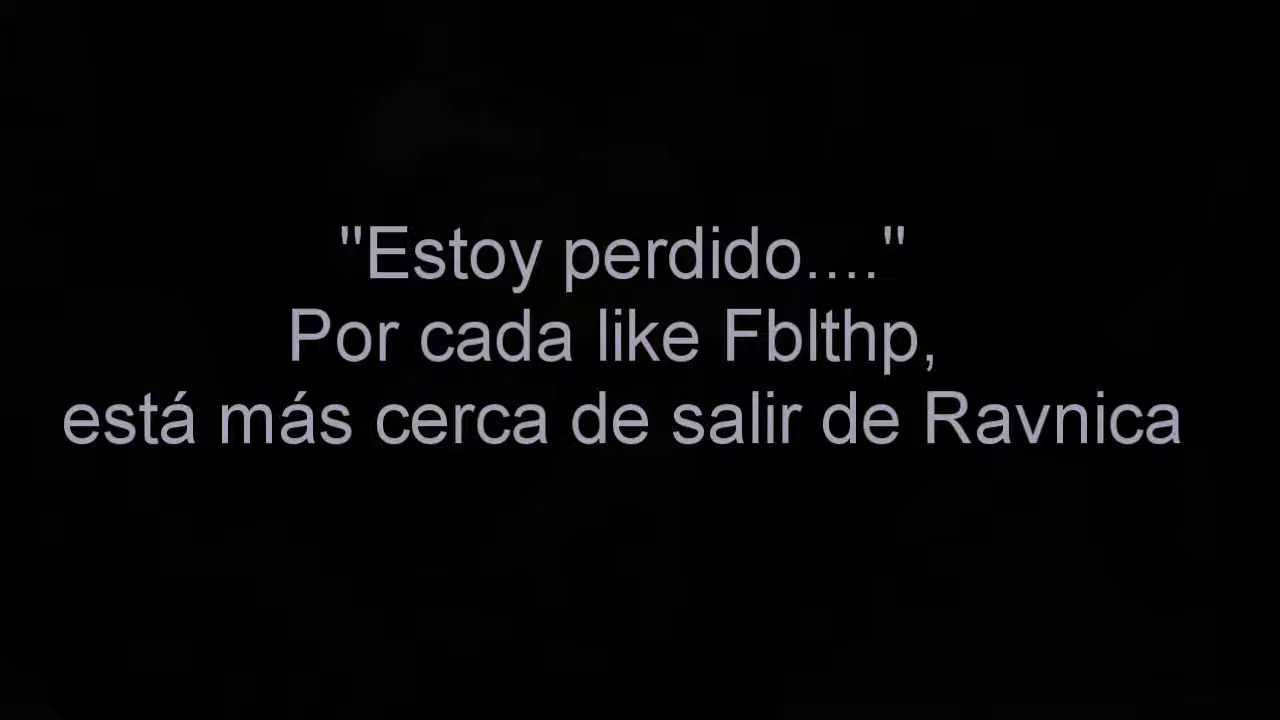 "Estoy perdido...."
Por cada like Fblthp,
está más cerca de salir de Ravnica